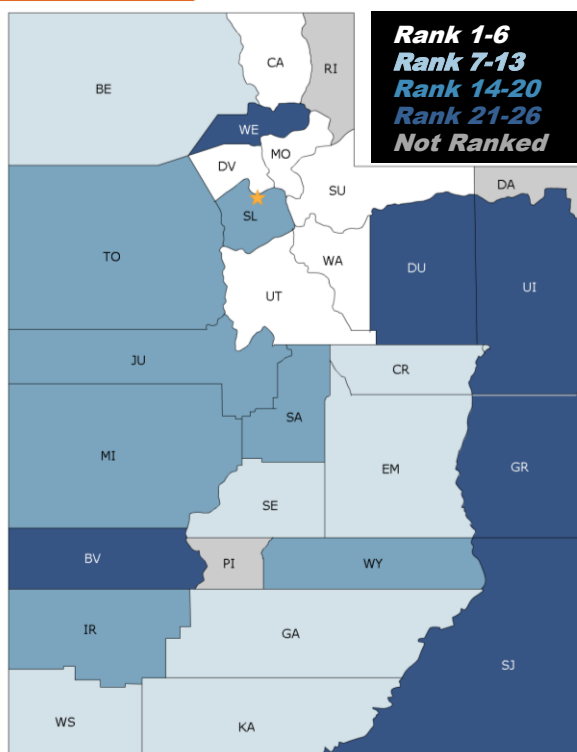 Rank 1-6
Rank 7-13
Rank 14-20
Rank 21-26
Not Ranked
CA
RI
BE
WE
MO
DV
DA
SU
SL
TO
WA
DU
UI
UT
JU
CR
SA
MI
EM
GR
SE
BV
PI
WY
IR
GA
SJ
WS
KA